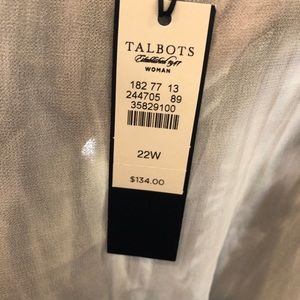 TALBOTS
Established 1947
WOMAN
182 77 13
244705 89
35829100
22W
$134.00